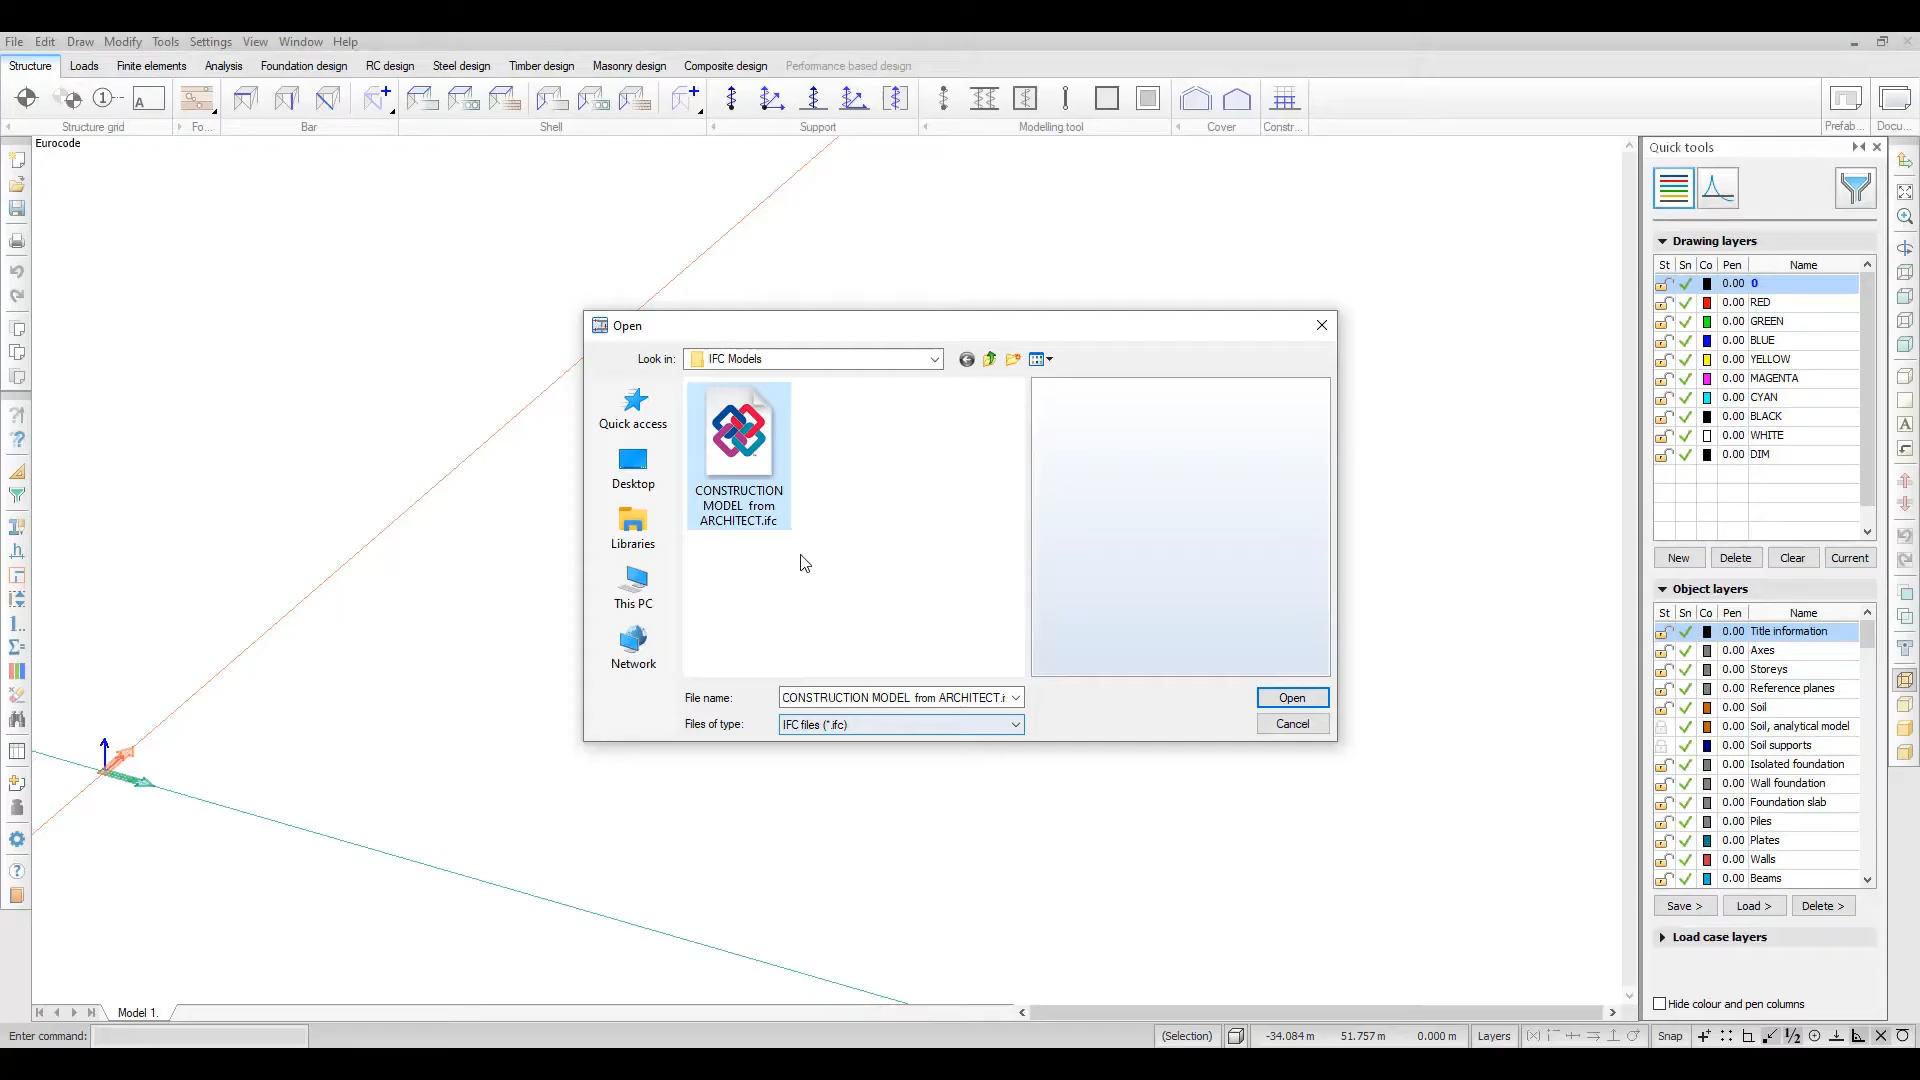 File Edit Draw Modify Tools Settings View Window Help
Structure Loads Finite elements Analysis Foundation design RC design Steel design Timber design Masonry design Composite design Performance based design
1
A
Structure grid Fo... Bar Shell Support Modelling tool Cover Constr... Prefab... Docu...
Eurocode
Open
Look in: IFC Models
Quick access
Desktop
Libraries
This PC
Network
CONSTRUCTION
MODEL from
ARCHITECT.ifc
File name: CONSTRUCTION MODEL from ARCHITECT.i
Open
Files of type: IFC files (*.ifc)
Cancel
Quick tools
Drawing layers
St Sn Co Pen Name
0.00 0
0.00 RED
0.00 GREEN
0.00 BLUE
0.00 YELLOW
0.00 MAGENTA
0.00 CYAN
0.00 BLACK
0.00 WHITE
0.00 DIM
New Delete Clear Current
Object layers
St Sn Co Pen Name
0.00 Title information
0.00 Axes
0.00 Storeys
0.00 Reference planes
0.00 Soil
0.00 Soil, analytical model
0.00 Soil supports
0.00 Isolated foundation
0.00 Wall foundation
0.00 Foundation slab
0.00 Piles
0.00 Plates
0.00 Walls
0.00 Beams
Save > Load > Delete >
Load case layers
Hide colour and pen columns
Model 1.
Enter command:
(Selection) -34.084 m 51.757 m 0.000 m Layers Snap 1/2